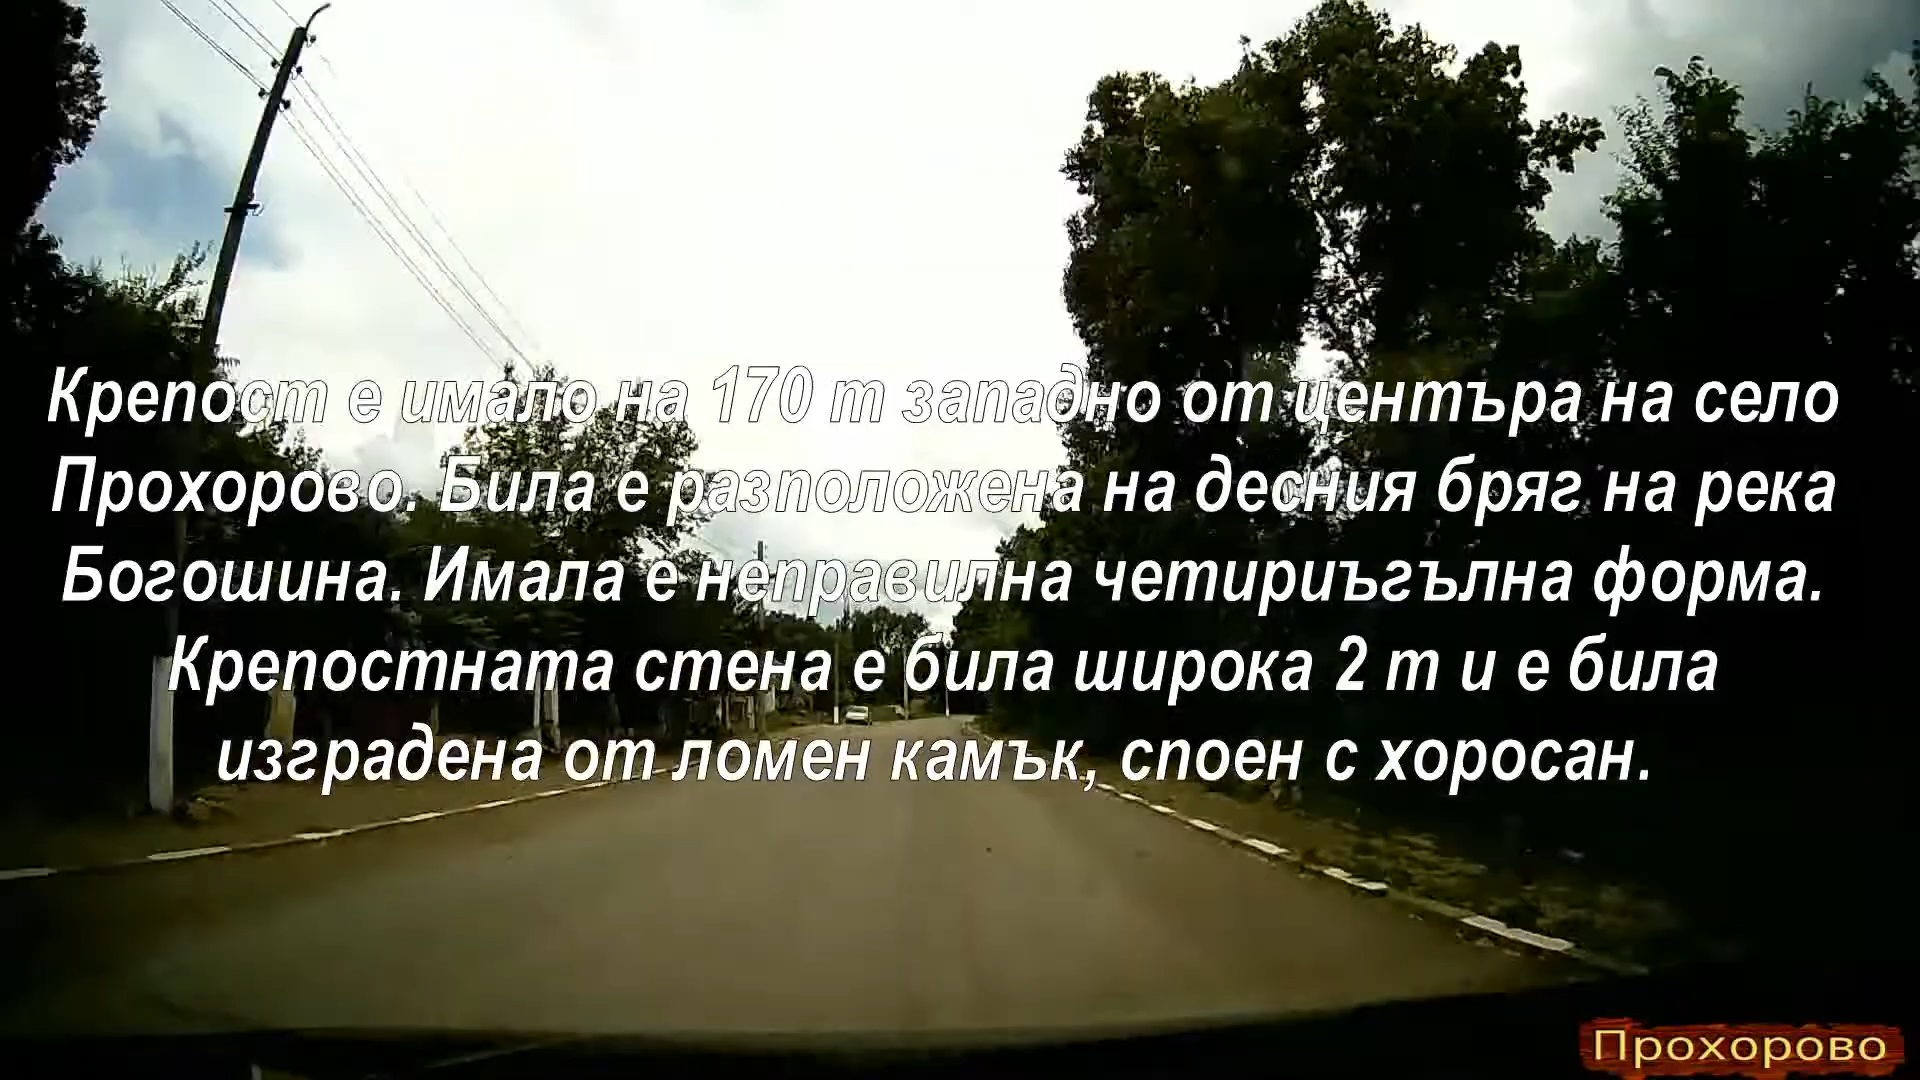 Крепост е имало на 170 m западно от центъра на село
Прохорово. Била е разположена на десния бряг на река
Богошина. Имала е неправилна четириъгълна форма.
Крепостната стена е била широка 2 m и е била
изградена от ломен камък, споен с хоросан.
Прохорово